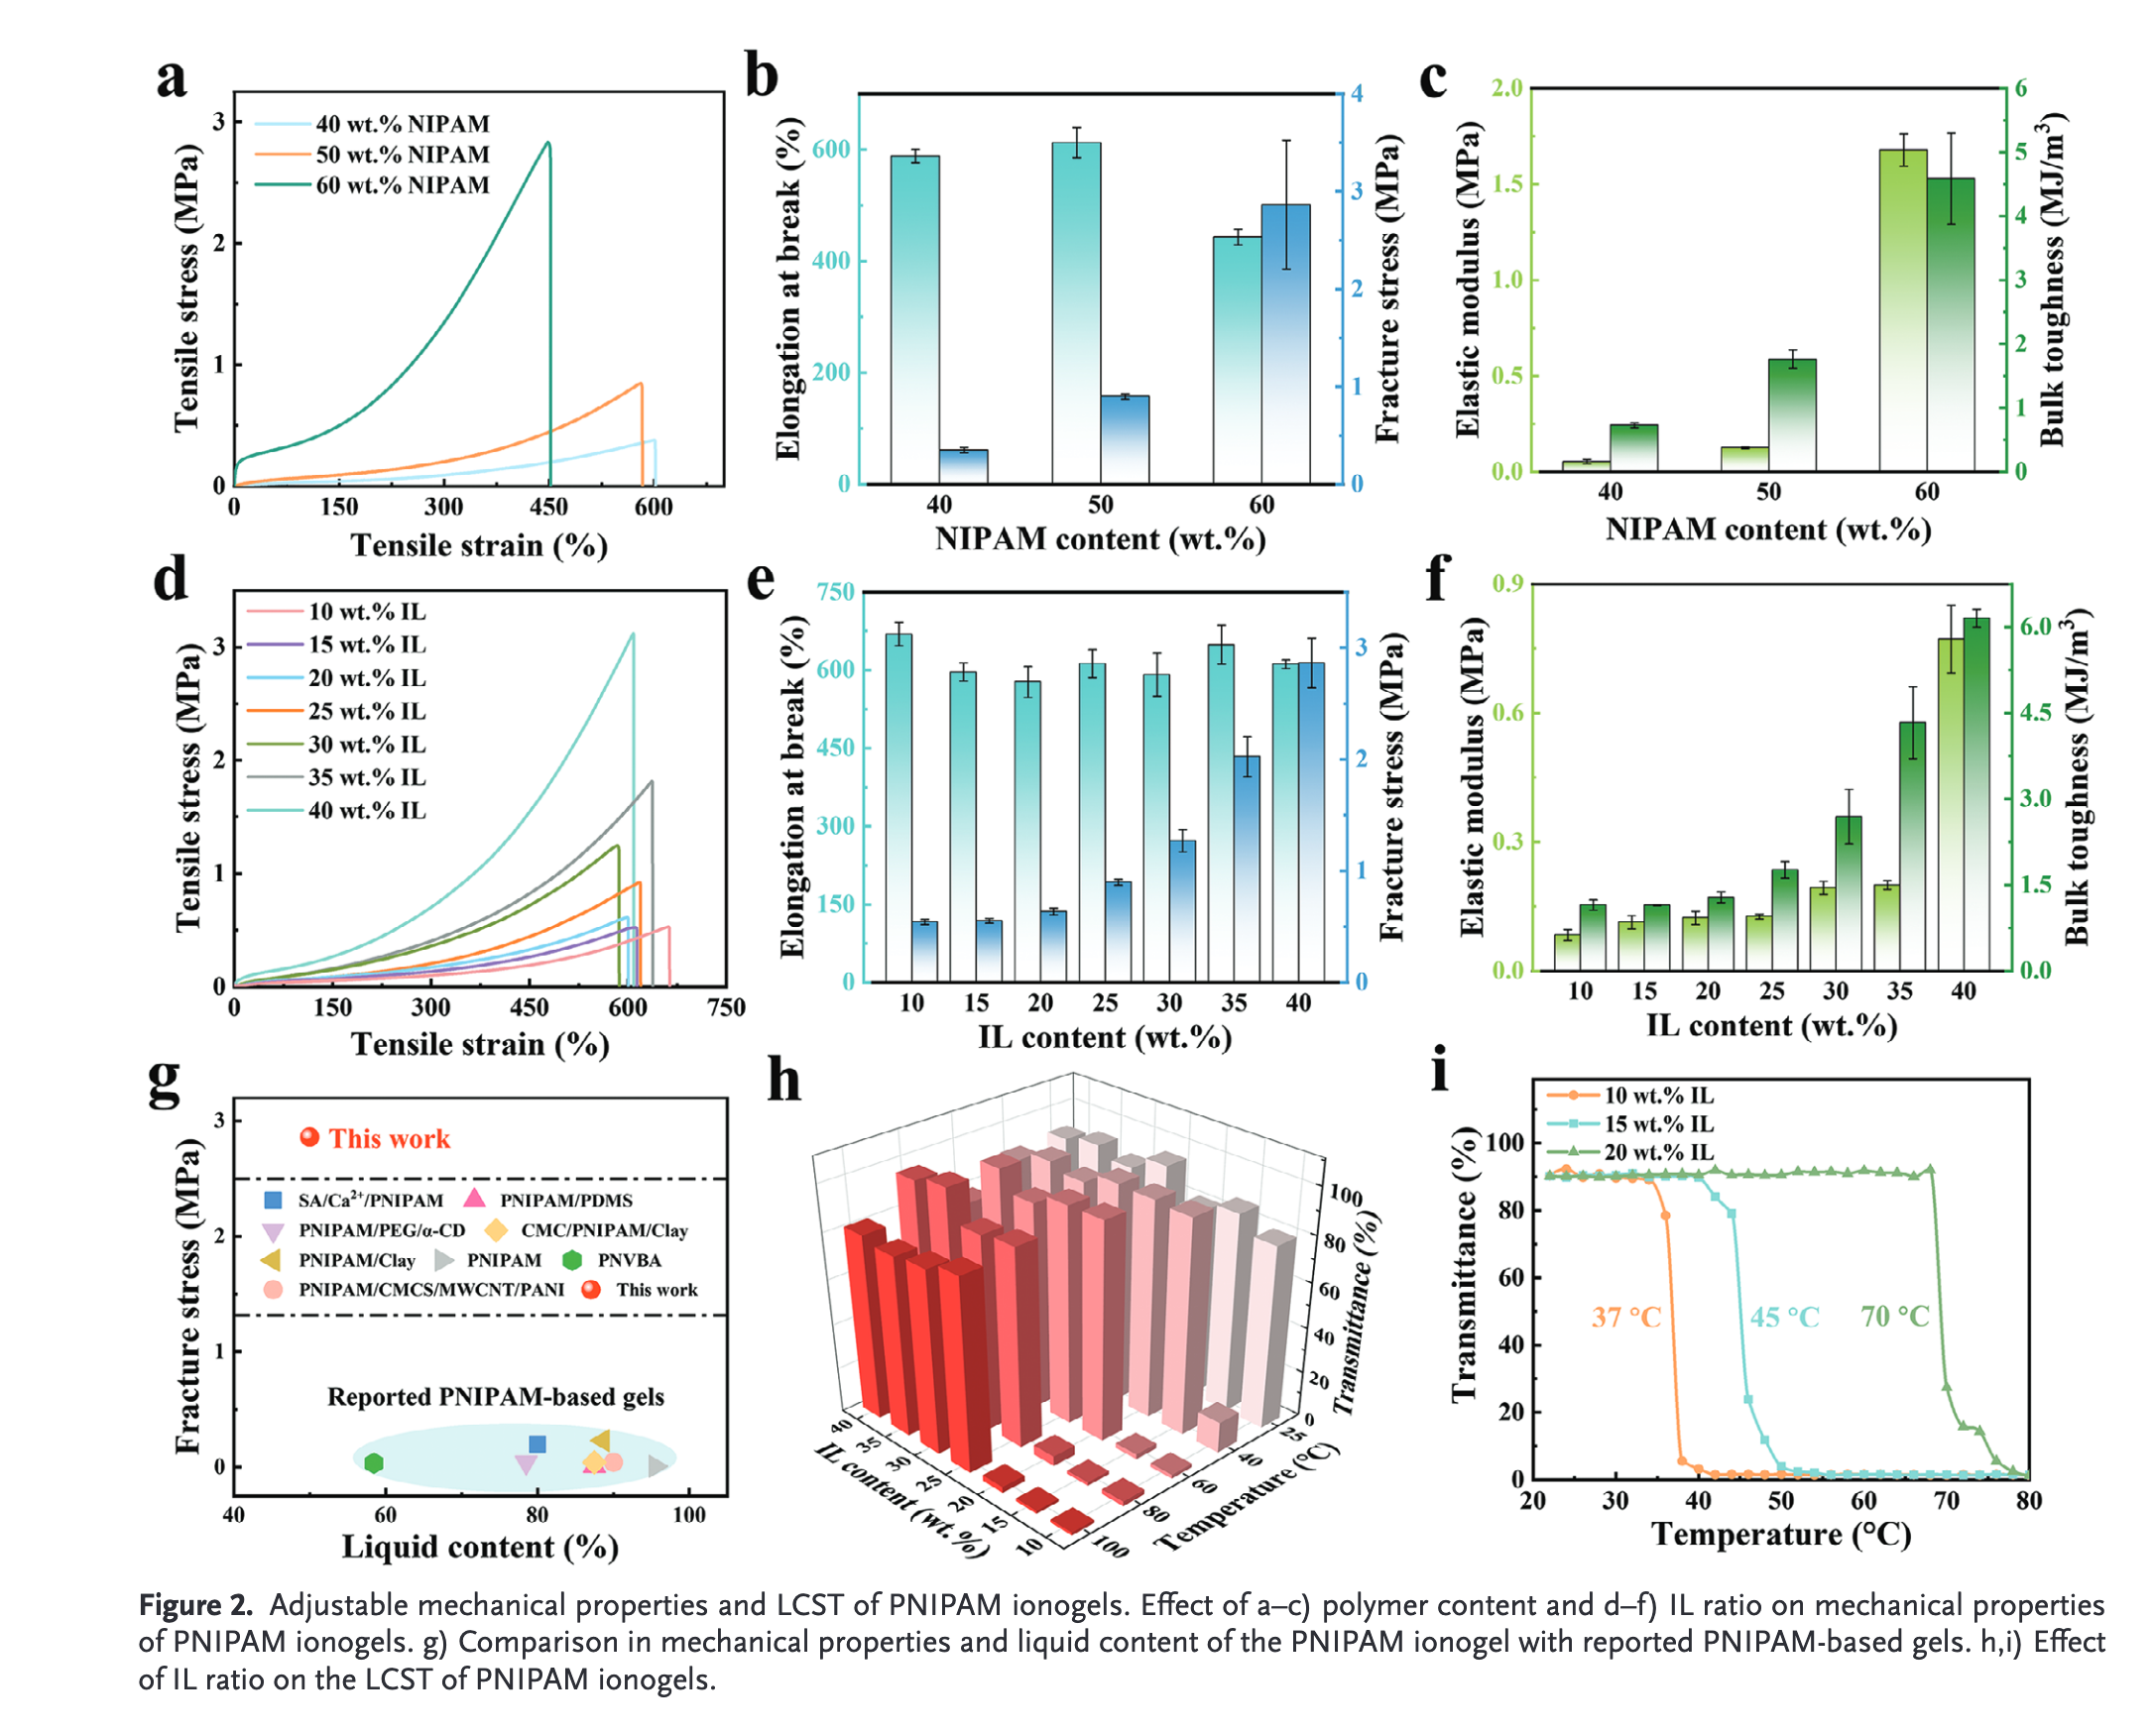 a
Tensile stress (MPa)
3
2
1
0
40 wt.% NIPAM
50 wt.% NIPAM
60 wt.% NIPAM
0 150 300 450 600
Tensile strain (%)
b
Elongation at break (%)
600
400
200
0
4
3
2
1
0
Fracture stress (MPa)
40 50 60
NIPAM content (wt.%)
c
Elastic modulus (MPa)
2.0
1.5
1.0
0.5
0.0
6
5
4
3
2
1
0
Bulk toughness (MJ/m³)
40 50 60
NIPAM content (wt.%)
d
Tensile stress (MPa)
3
2
1
0
10 wt.% IL
15 wt.% IL
20 wt.% IL
25 wt.% IL
30 wt.% IL
35 wt.% IL
40 wt.% IL
0 150 300 450 600 750
Tensile strain (%)
e
Elongation at break (%)
750
600
450
300
150
0
3
2
1
0
Fracture stress (MPa)
10 15 20 25 30 35 40
IL content (wt.%)
f
Elastic modulus (MPa)
0.9
0.6
0.3
0.0
6.0
4.5
3.0
1.5
0.0
Bulk toughness (MJ/m³)
10 15 20 25 30 35 40
IL content (wt.%)
g
Fracture stress (MPa)
3
2
1
0
This work
SA/Ca²⁺/PNIPAM PNIPAM/PDMS
PNIPAM/PEG/α-CD CMC/PNIPAM/Clay
PNIPAM/Clay PNIPAM PNVBA
PNIPAM/CMCS/MWCNT/PANI This work
Reported PNIPAM-based gels
40 60 80 100
Liquid content (%)
h
100
80
60
40
20
0
Transmittance (%)
40 35 30 25 20 15 10
IL content (wt.%)
25 40 60 80 100
Temperature (°C)
i
Transmittance (%)
100
80
60
40
20
0
10 wt.% IL
15 wt.% IL
20 wt.% IL
37 °C 45 °C 70 °C
20 30 40 50 60 70 80
Temperature (°C)
Figure 2. Adjustable mechanical properties and LCST of PNIPAM ionogels. Effect of a–c) polymer content and d–f) IL ratio on mechanical properties
of PNIPAM ionogels. g) Comparison in mechanical properties and liquid content of the PNIPAM ionogel with reported PNIPAM-based gels. h,i) Effect
of IL ratio on the LCST of PNIPAM ionogels.